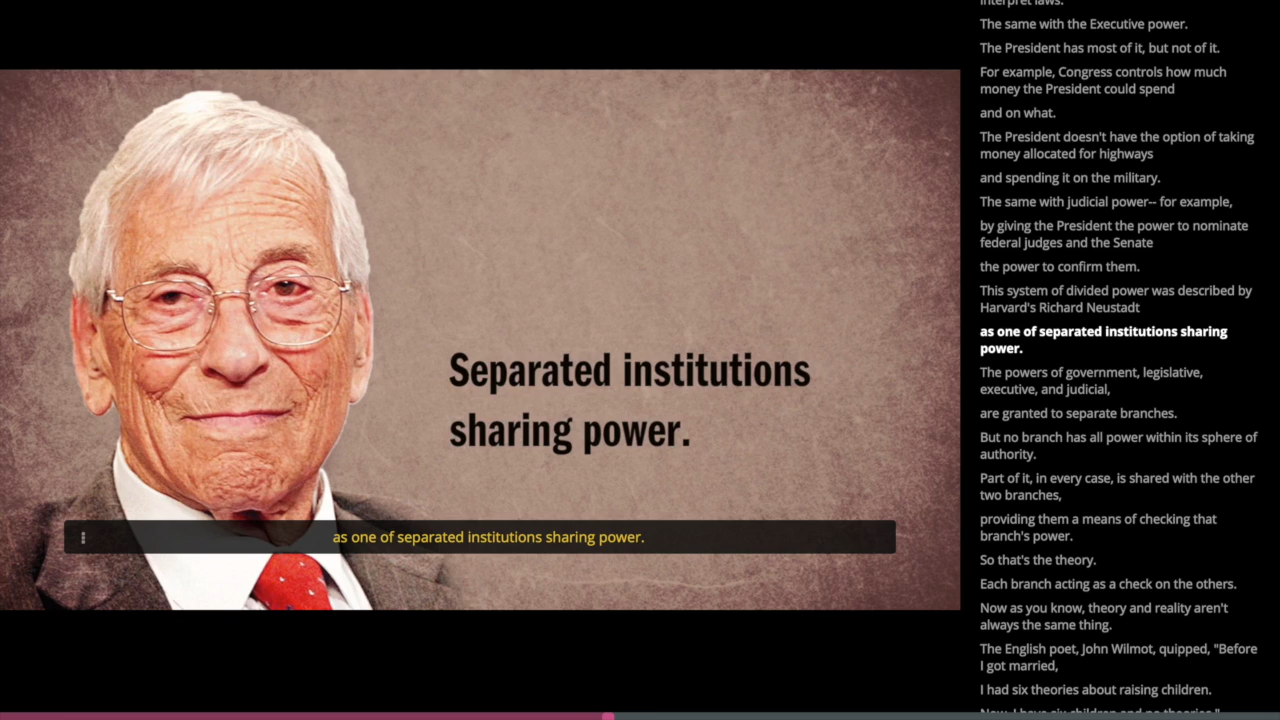 Separated institutions
sharing power.
as one of separated institutions sharing power.
interpret laws.
The same with the Executive power.
The President has most of it, but not of it.
For example, Congress controls how much
money the President could spend
and on what.
The President doesn't have the option of taking
money allocated for highways
and spending it on the military.
The same with judicial power-- for example,
by giving the President the power to nominate
federal judges and the Senate
the power to confirm them.
This system of divided power was described by
Harvard's Richard Neustadt
as one of separated institutions sharing
power.
The powers of government, legislative,
executive, and judicial,
are granted to separate branches.
But no branch has all power within its sphere of
authority.
Part of it, in every case, is shared with the other
two branches,
providing them a means of checking that
branch's power.
So that's the theory.
Each branch acting as a check on the others.
Now as you know, theory and reality aren't
always the same thing.
The English poet, John Wilmot, quipped, "Before
I got married,
I had six theories about raising children.
Now, I have six children and no theories."